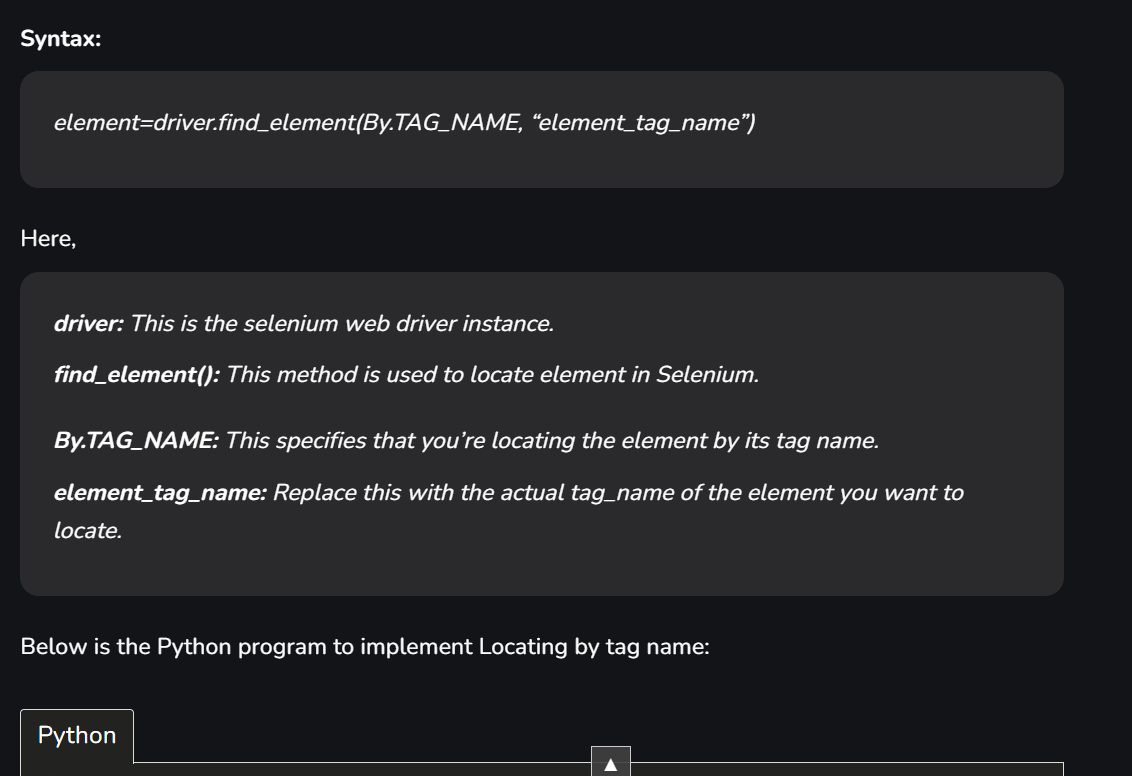 Syntax:
element=driver.find_element(By.TAG_NAME, “element_tag_name”)
Here,
driver: This is the selenium web driver instance.
find_element(): This method is used to locate element in Selenium.
By.TAG_NAME: This specifies that you’re locating the element by its tag name.
element_tag_name: Replace this with the actual tag_name of the element you want to
locate.
Below is the Python program to implement Locating by tag name:
Python